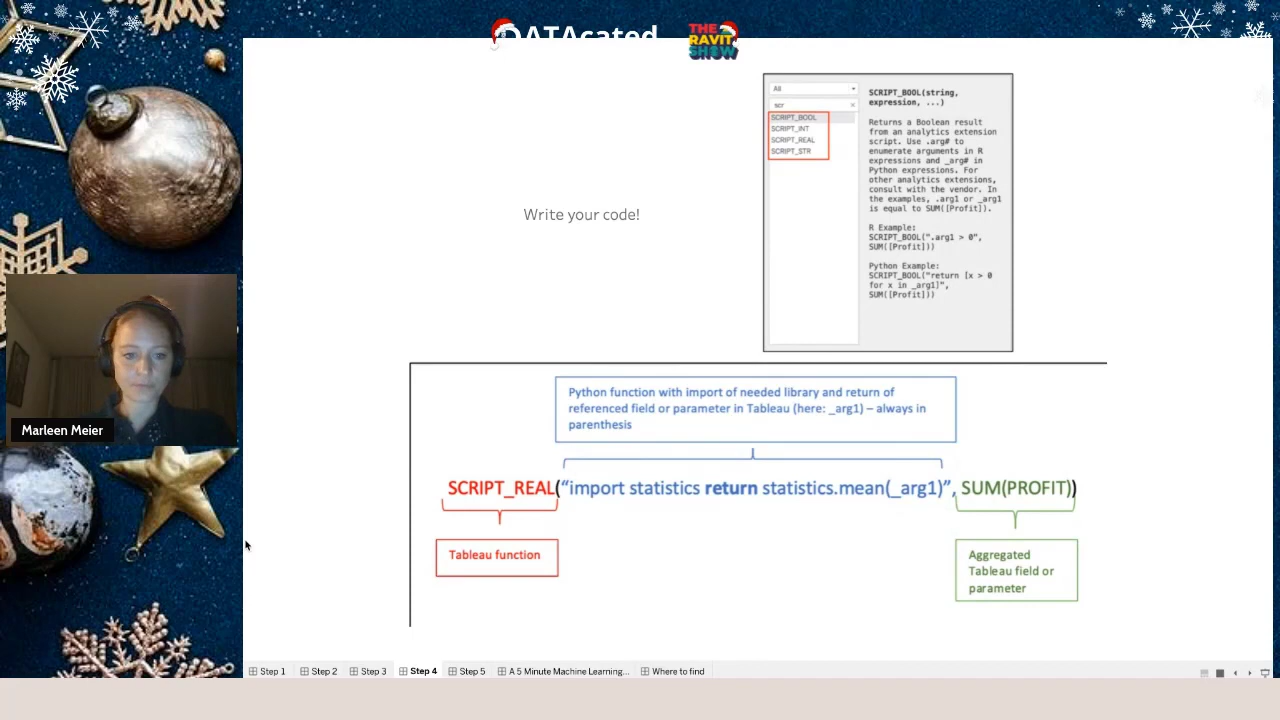 DATAcated
THE
RAVIT
SHOW
All
scr
SCRIPT_BOOL
SCRIPT_INT
SCRIPT_REAL
SCRIPT_STR
SCRIPT_BOOL(string,
expression, ...)
Returns a Boolean result
from an analytics extension
script. Use .arg# to
enumerate arguments in R
expressions and _arg# in
Python expressions. For
other analytics extensions,
consult with the vendor. In
the examples, .arg1 or _arg1
is equal to SUM([Profit]).
R Example:
SCRIPT_BOOL(".arg1 > 0",
SUM([Profit]))
Python Example:
SCRIPT_BOOL("return [x > 0
for x in _arg1]",
SUM([Profit]))
Write your code!
Python function with import of needed library and return of
referenced field or parameter in Tableau (here: _arg1) – always in
parenthesis
SCRIPT_REAL(“import statistics return statistics.mean(_arg1)”, SUM(PROFIT))
Tableau function
Aggregated
Tableau field or
parameter
Marleen Meier
Step 1 Step 2 Step 3 Step 4 Step 5 A 5 Minute Machine Learning... Where to find